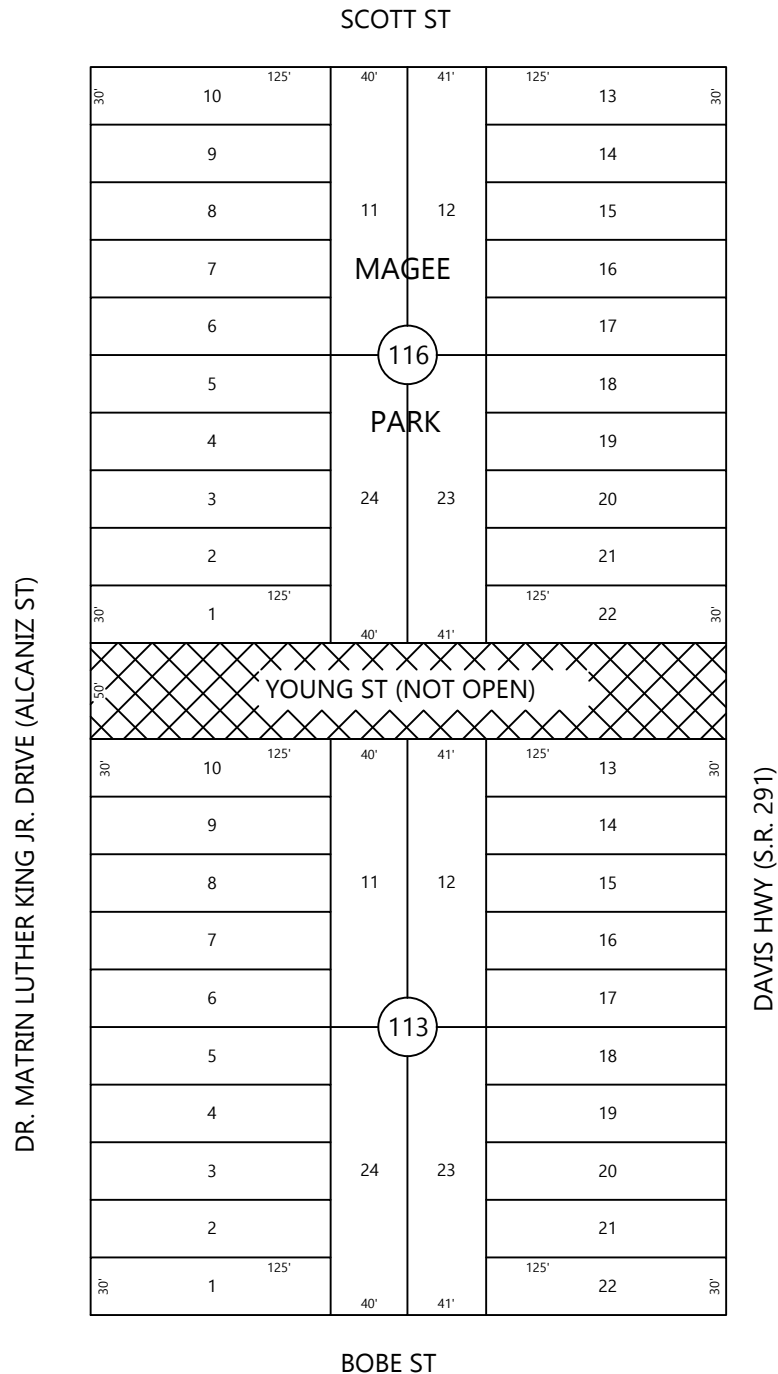 SCOTT ST
125' 40' 41' 125'
30' 10 13 30'
9 14
8 11 12 15
7 MAGEE 16
6 17
116
5 18
4 PARK 19
3 24 23 20
2 21
125' 125'
30' 1 22 30'
40' 41'
50' YOUNG ST (NOT OPEN)
125' 40' 41' 125'
30' 10 13 30'
9 14
8 11 12 15
7 16
6 17
113
5 18
4 19
3 24 23 20
2 21
125' 125'
30' 1 22 30'
40' 41'
DR. MATRIN LUTHER KING JR. DRIVE (ALCANIZ ST)
DAVIS HWY (S.R. 291)
BOBE ST